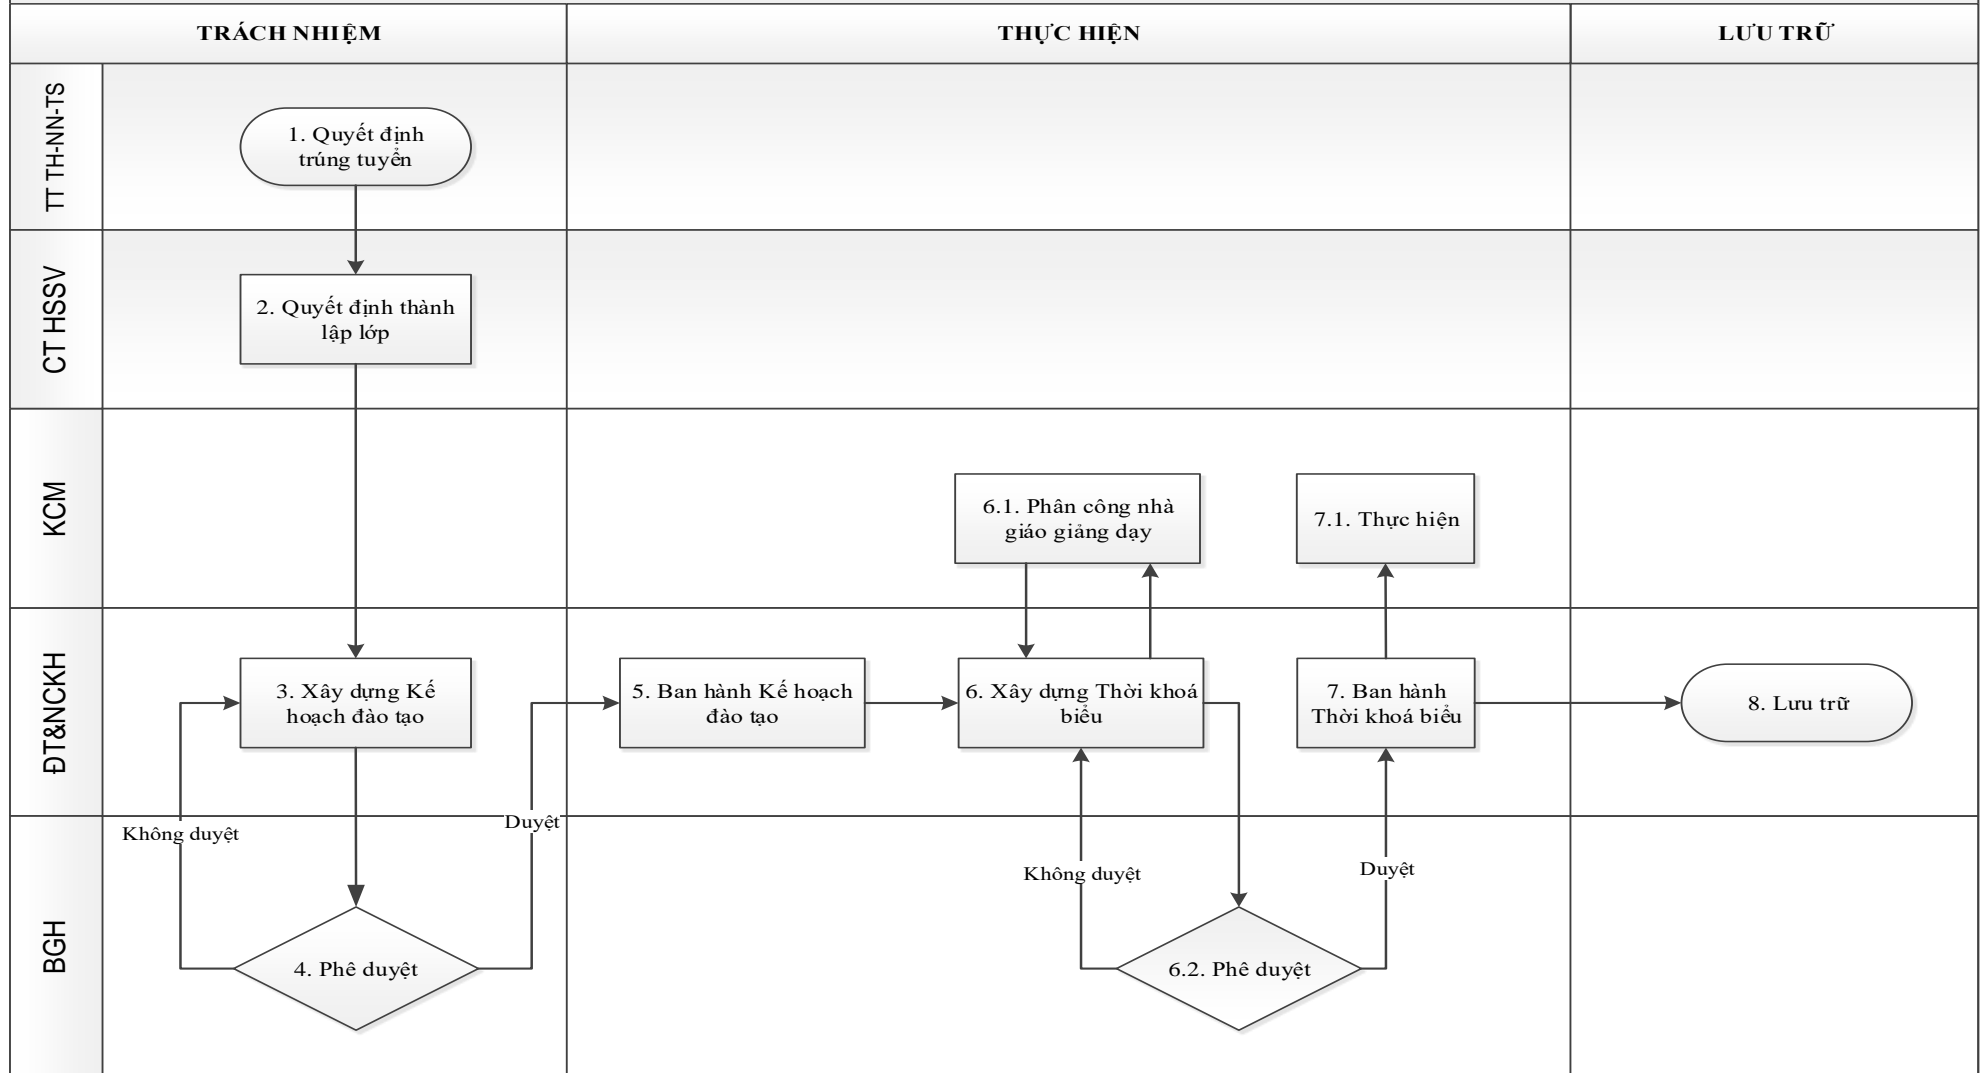 TRÁCH NHIỆM
THỰC HIỆN
LƯU TRỮ
TT TH-NN-TS
1. Quyết định
trúng tuyển
CT HSSV
2. Quyết định thành
lập lớp
KCM
6.1. Phân công nhà
giáo giảng dạy
7.1. Thực hiện
ĐT&NCKH
3. Xây dựng Kế
hoạch đào tạo
5. Ban hành Kế hoạch
đào tạo
6. Xây dựng Thời khoá
biểu
7. Ban hành
Thời khoá biểu
8. Lưu trữ
Không duyệt
Duyệt
Không duyệt
Duyệt
BGH
4. Phê duyệt
6.2. Phê duyệt